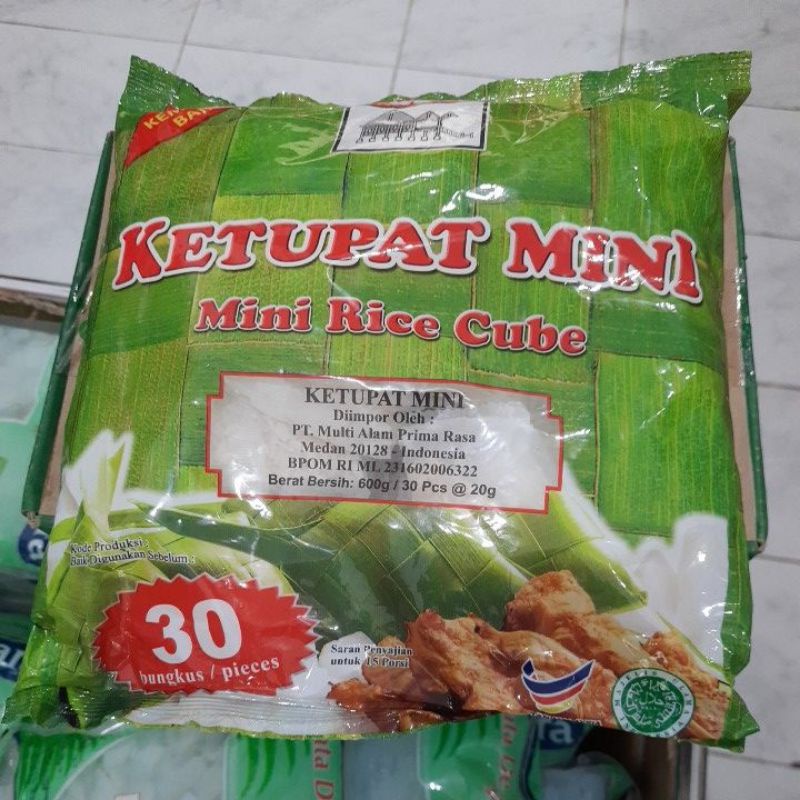 KETUPAT MINI
Mini Rice Cube
KETUPAT MINI
Diimpor Oleh :
PT. Multi Alam Prima Rasa
Medan 20128 - Indonesia
BPOM RI ML 231602006322
Berat Bersih: 600g / 30 Pcs @ 20g
Kode Produksi :
Baik Digunakan Sebelum :
30
bungkus / pieces
Saran Penyajian
untuk 15 Porsi